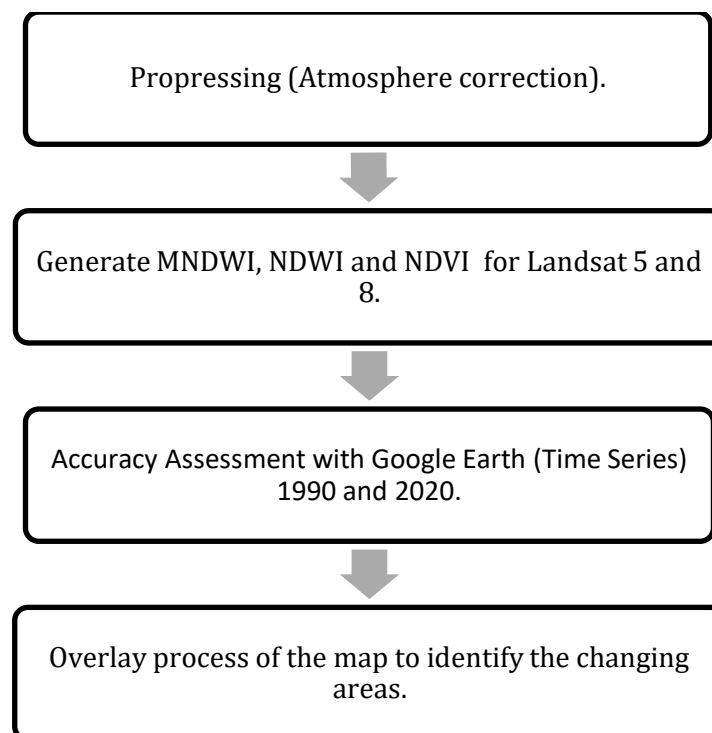 Propressing (Atmosphere correction).
Generate MNDWI, NDWI and NDVI for Landsat 5 and
8.
Accuracy Assessment with Google Earth (Time Series)
1990 and 2020.
Overlay process of the map to identify the changing
areas.